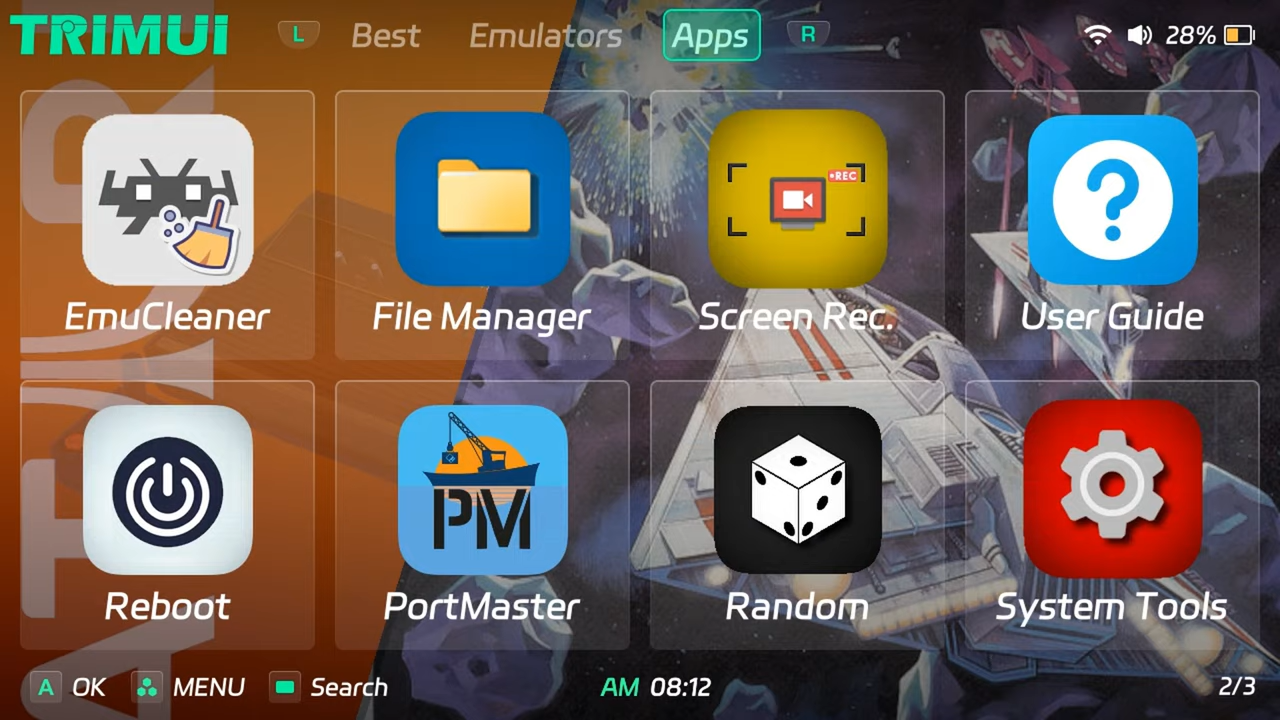 TRIMUI L Best Emulators Apps R 28%
REC
EmuCleaner File Manager Screen Rec. User Guide
PM
Reboot PortMaster Random System Tools
A OK MENU Search AM 08:12 2/3
ATARI